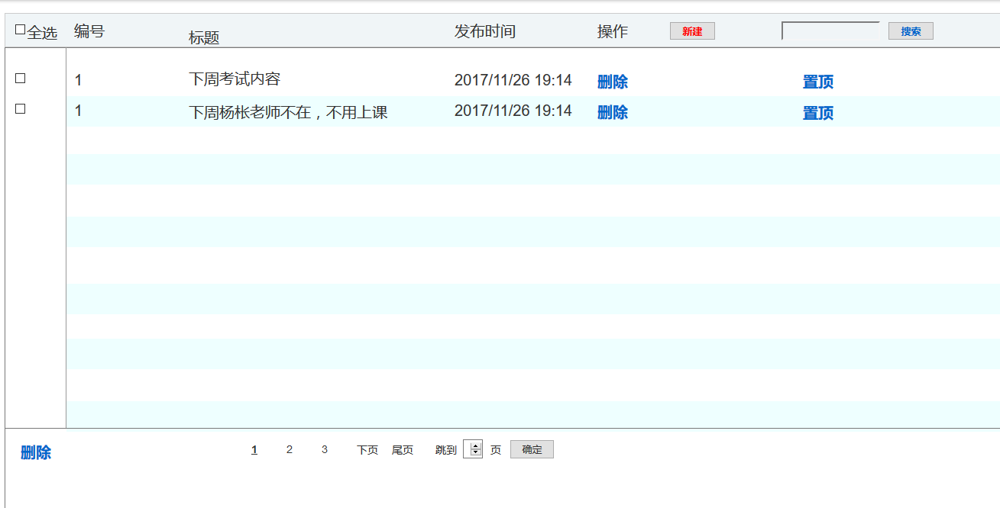 全选 编号 标题 发布时间 操作 新建 搜索
1 下周考试内容 2017/11/26 19:14 删除 置顶
1 下周杨枨老师不在，不用上课 2017/11/26 19:14 删除 置顶
删除 1 2 3 下页 尾页 跳到 页 确定